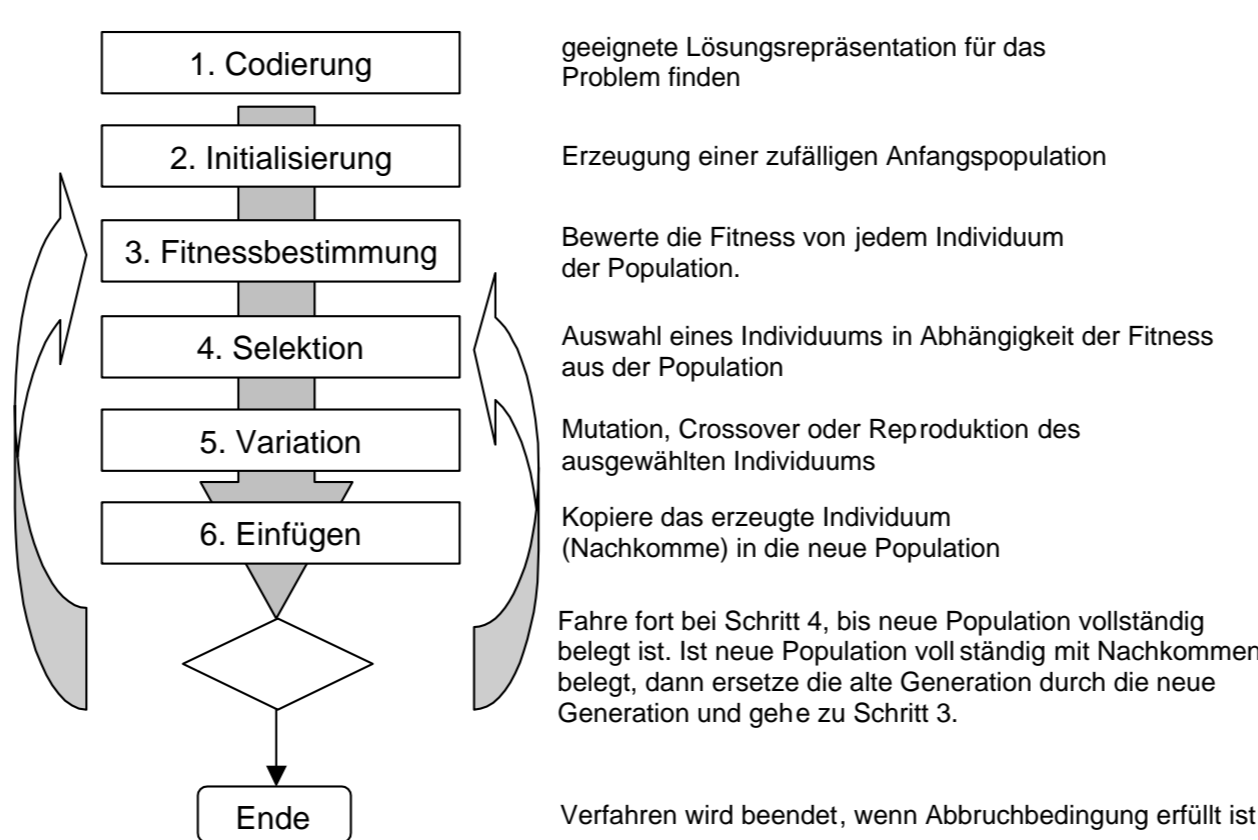 1. Codierung
geeignete Lösungsrepräsentation für das
Problem finden
2. Initialisierung
Erzeugung einer zufälligen Anfangspopulation
3. Fitnessbestimmung
Bewerte die Fitness von jedem Individuum
der Population.
4. Selektion
Auswahl eines Individuums in Abhängigkeit der Fitness
aus der Population
5. Variation
Mutation, Crossover oder Reproduktion des
ausgewählten Individuums
6. Einfügen
Kopiere das erzeugte Individuum
(Nachkomme) in die neue Population
Fahre fort bei Schritt 4, bis neue Population vollständig
belegt ist. Ist neue Population vollständig mit Nachkommen
belegt, dann ersetze die alte Generation durch die neue
Generation und gehe zu Schritt 3.
Ende
Verfahren wird beendet, wenn Abbruchbedingung erfüllt ist